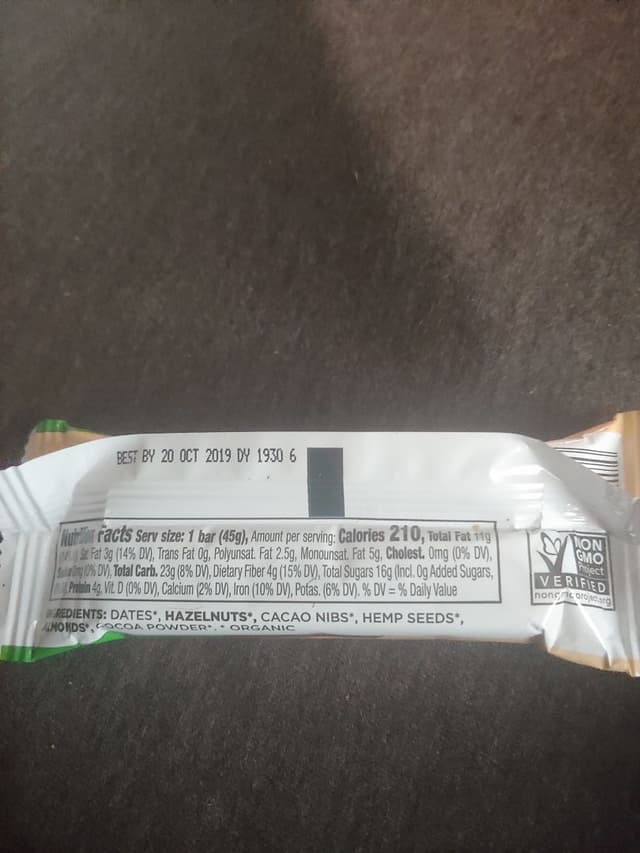 BEST BY 20 OCT 2019 DY 1930 6
Nutrition Facts Serv size: 1 bar (45g), Amount per serving: Calories 210, Total Fat 11g
Sat. Fat 3g (14% DV), Trans Fat 0g, Polyunsat. Fat 2.5g, Monounsat. Fat 5g, Cholest. 0mg (0% DV),
0mg (0% DV), Total Carb. 23g (8% DV), Dietary Fiber 4g (15% DV), Total Sugars 16g (Incl. 0g Added Sugars,
Protein 4g, Vit. D (0% DV), Calcium (2% DV), Iron (10% DV), Potas. (6% DV). % DV = % Daily Value
INGREDIENTS: DATES*, HAZELNUTS*, CACAO NIBS*, HEMP SEEDS*,
ALMONDS*, COCOA POWDER*. * ORGANIC
NON
GMO
Project
VERIFIED
nongmoproject.org